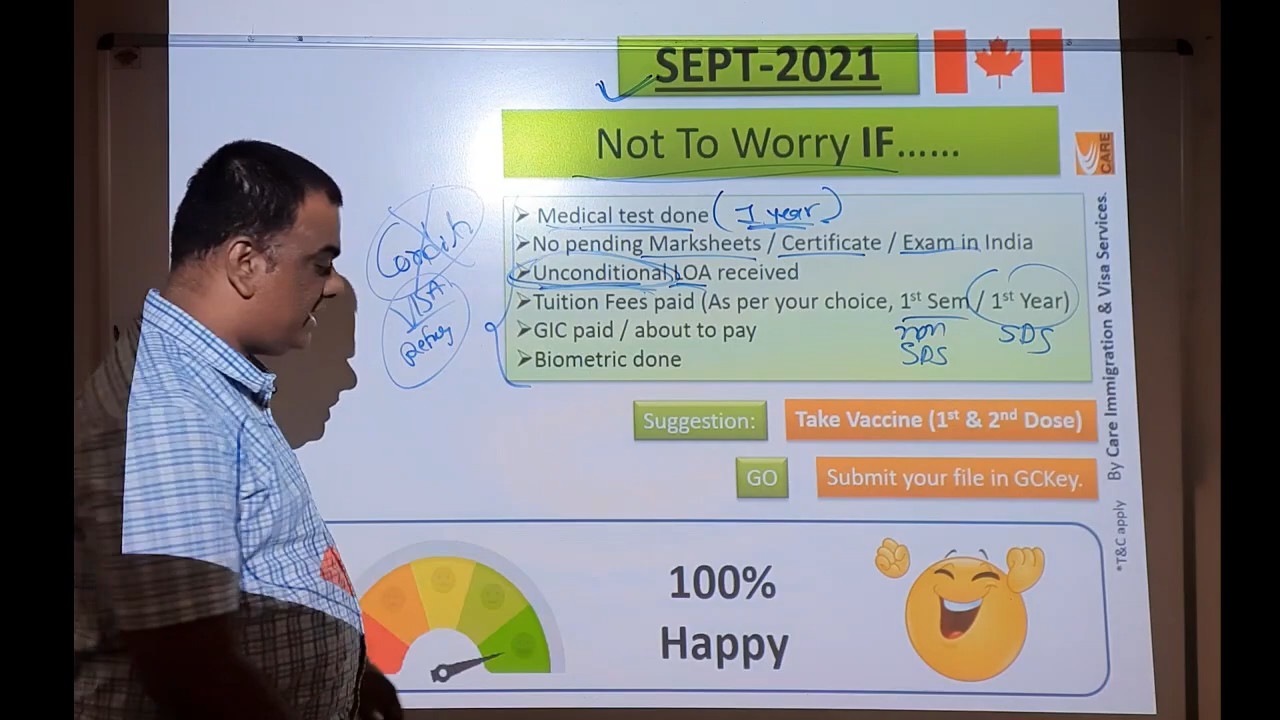 SEPT-2021
Not To Worry IF......
CARE
➢ Medical test done (1 year)
➢ No pending Marksheets / Certificate / Exam in India
➢ Unconditional LOA received
➢ Tuition Fees paid (As per your choice, 1st Sem / 1st Year)
non SDS
SDS
➢ GIC paid / about to pay
➢ Biometric done
VISA
Suggestion:
Take Vaccine (1st & 2nd Dose)
GO
Submit your file in GCKey.
100%
Happy
*T&C apply
By Care Immigration & Visa Services.